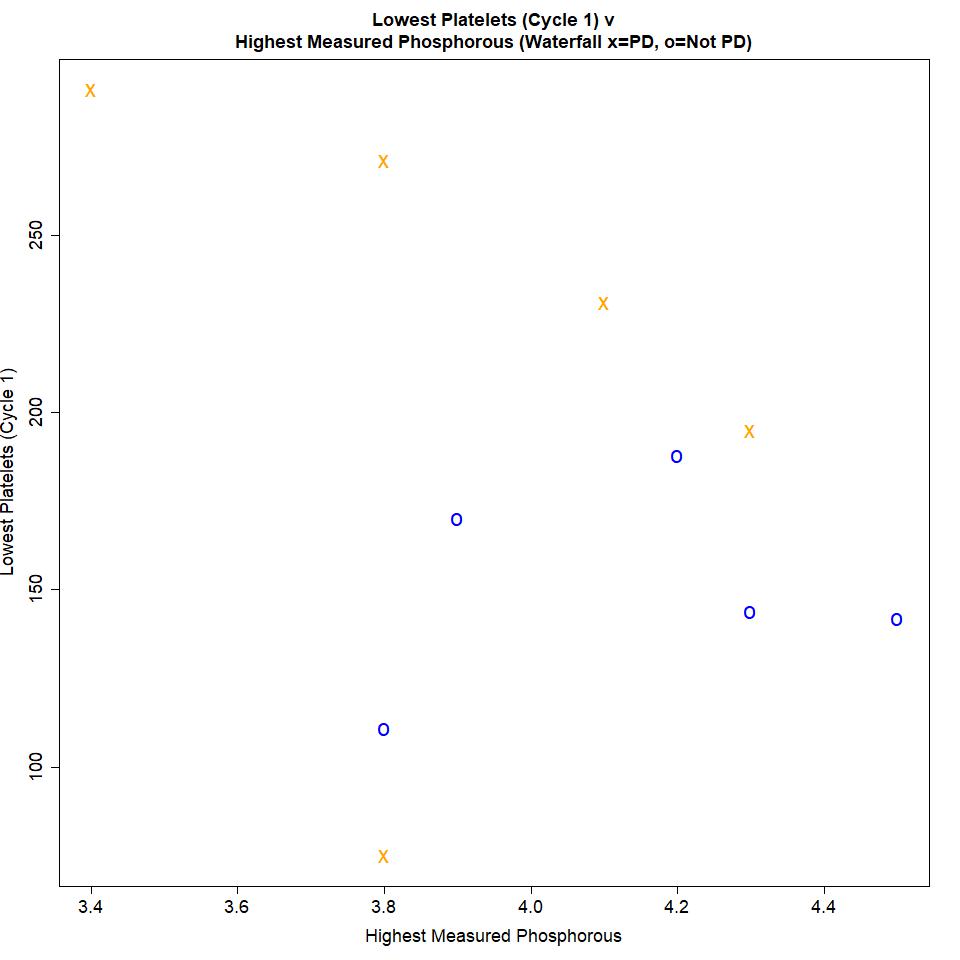 Lowest Platelets (Cycle 1) v
Highest Measured Phosphorous (Waterfall x=PD, o=Not PD)
Lowest Platelets (Cycle 1)
250
200
150
100
X
X
X
X
O
O
O
O
O
X
3.4 3.6 3.8 4.0 4.2 4.4
Highest Measured Phosphorous